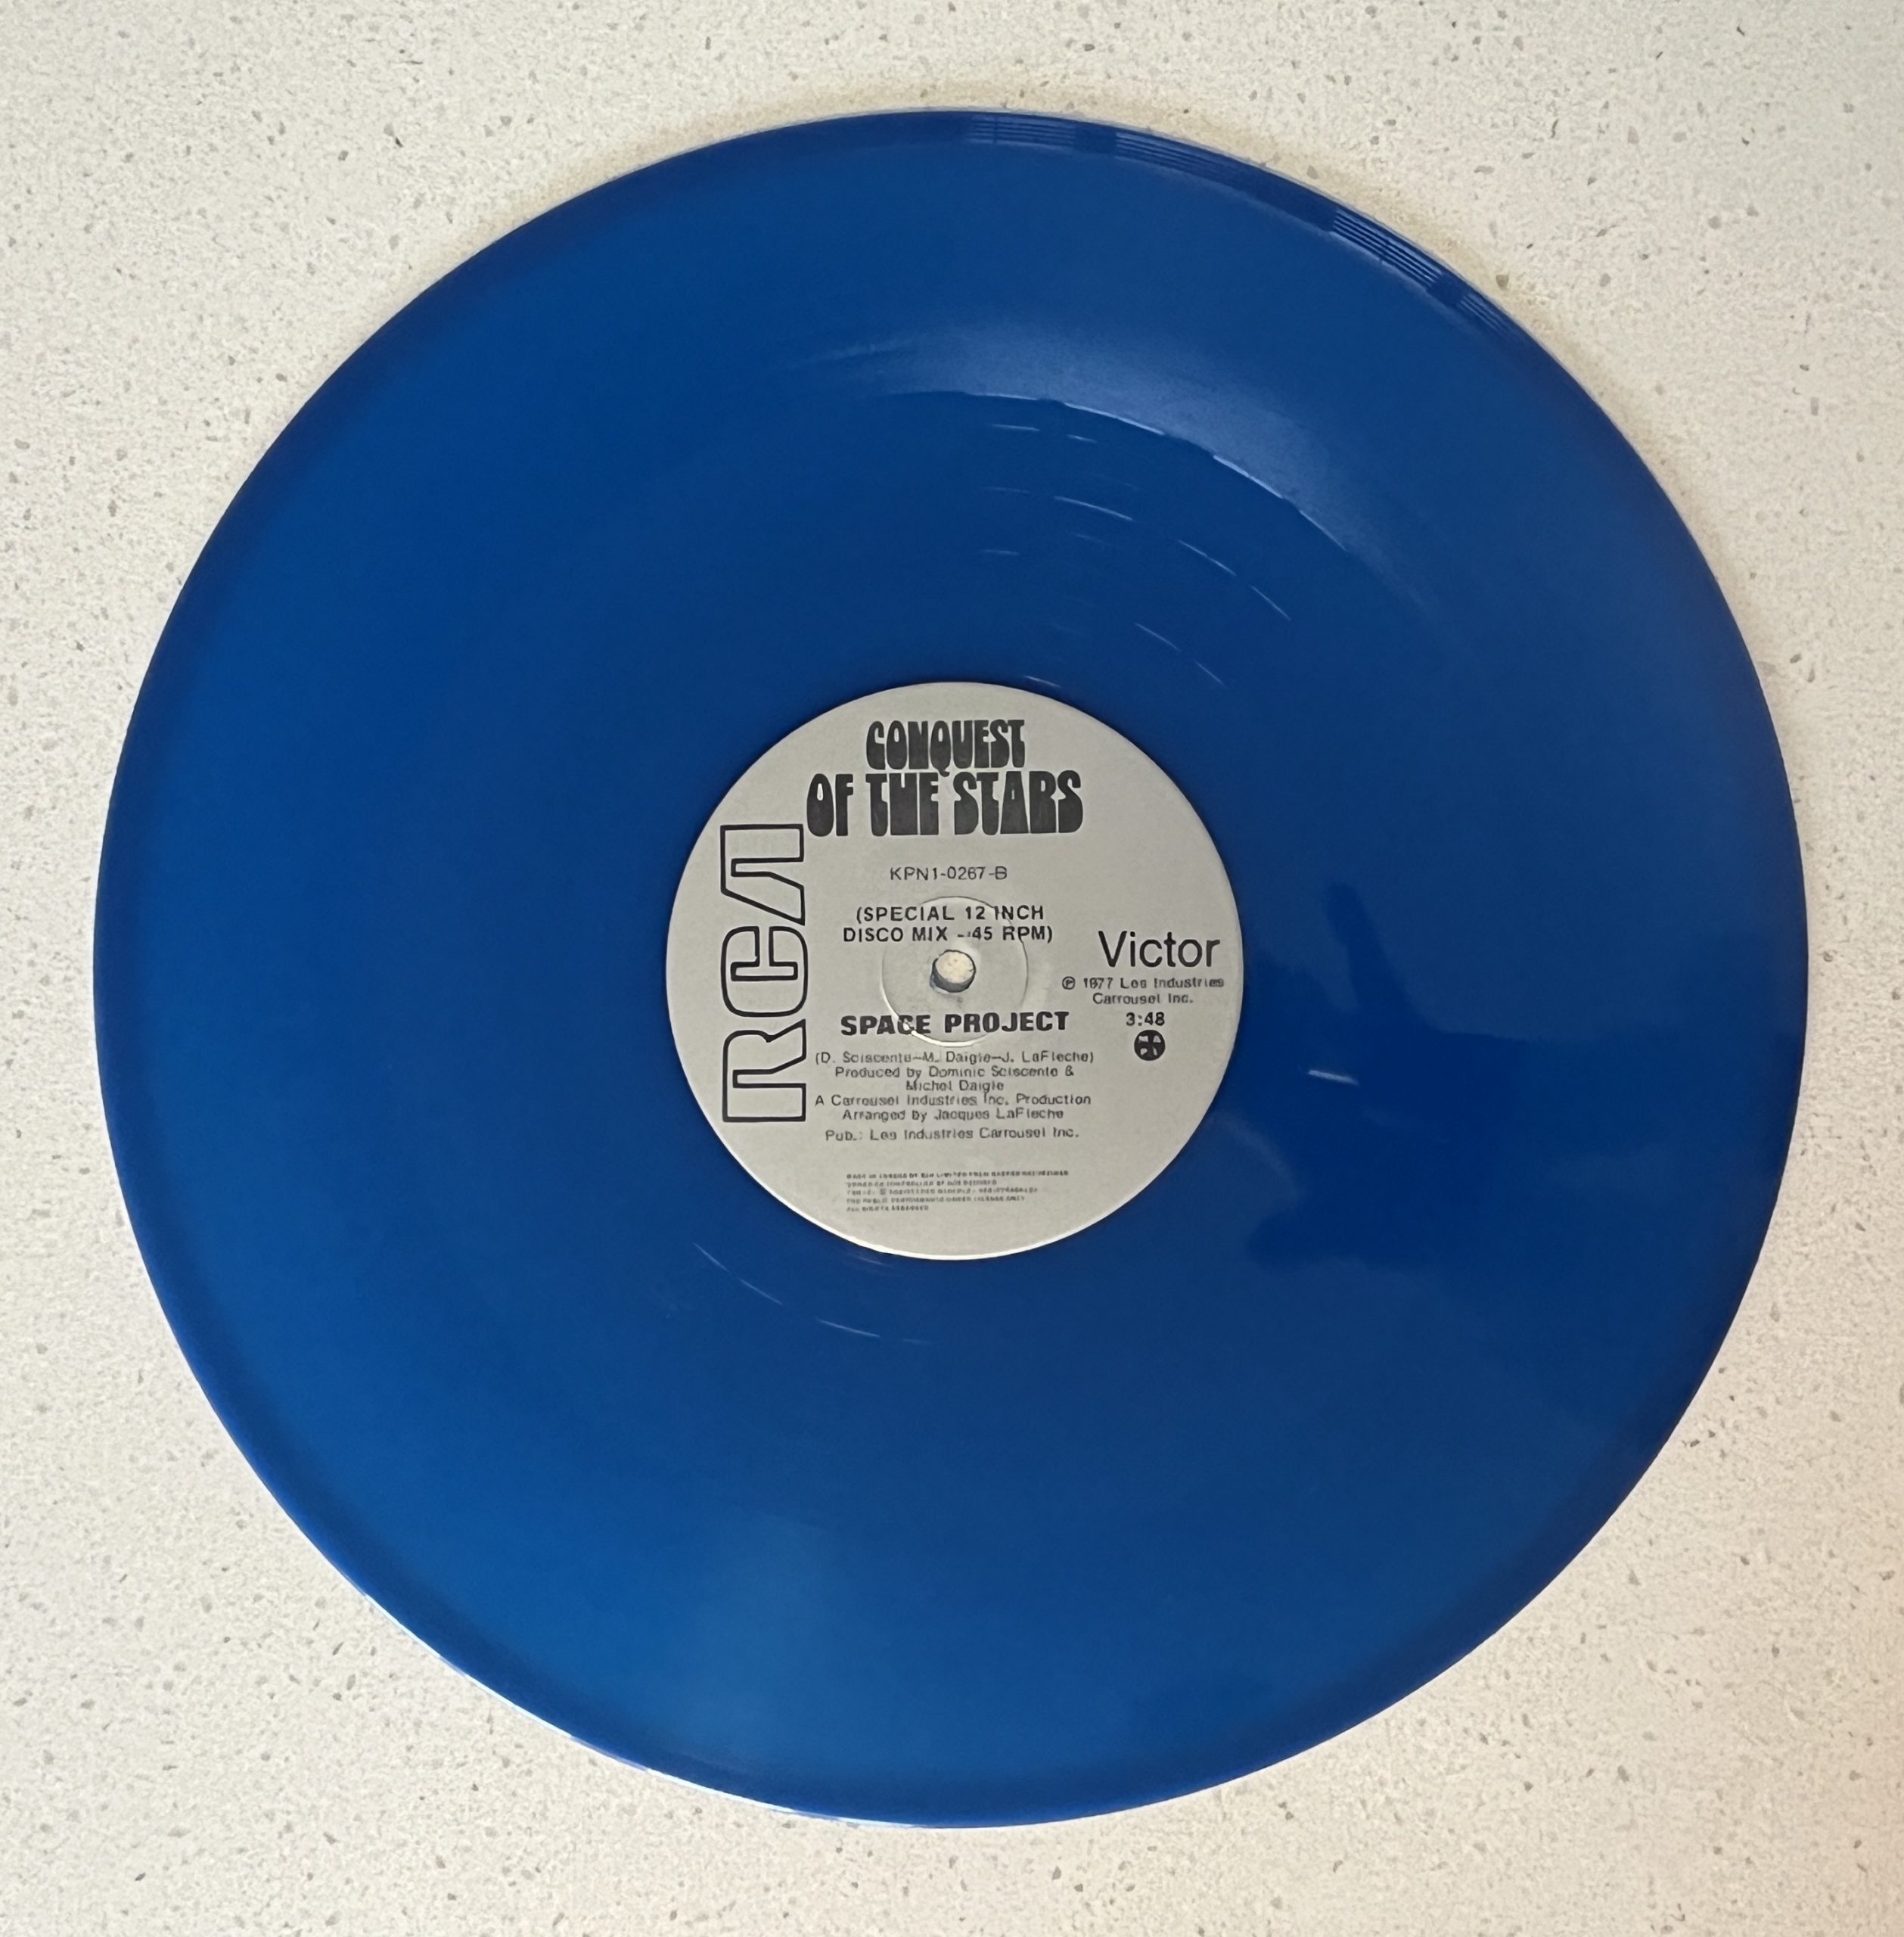 CONQUEST
OF THE STARS
RCA
KPN1-0267-B
(SPECIAL 12 INCH
DISCO MIX - 45 RPM)
Victor
℗ 1977 Les Industries
Carrousel Inc.
3:48
SPACE PROJECT
(D. Sciscente-M. Daigle-J. LaFleche)
Produced by Dominic Sciscente &
Michel Daigle
A Carrousel Industries Inc. Production
Arranged by Jacques LaFleche
Pub.: Les Industries Carrousel Inc.